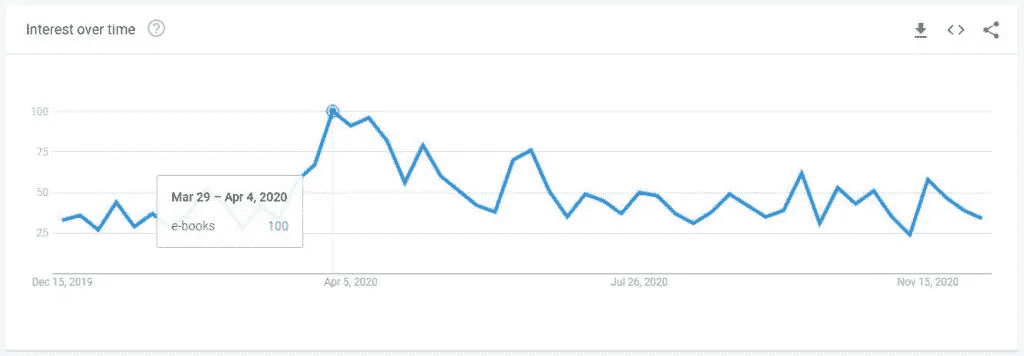 Interest over time
100
75
50
25
Mar 29 – Apr 4, 2020
e-books 100
Dec 15, 2019 Apr 5, 2020 Jul 26, 2020 Nov 15, 2020